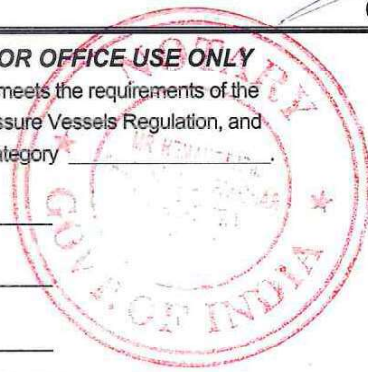 OR OFFICE USE ONLY
meets the requirements of the
ssure Vessels Regulation, and
ategory
NOTARY
GOVT. OF INDIA